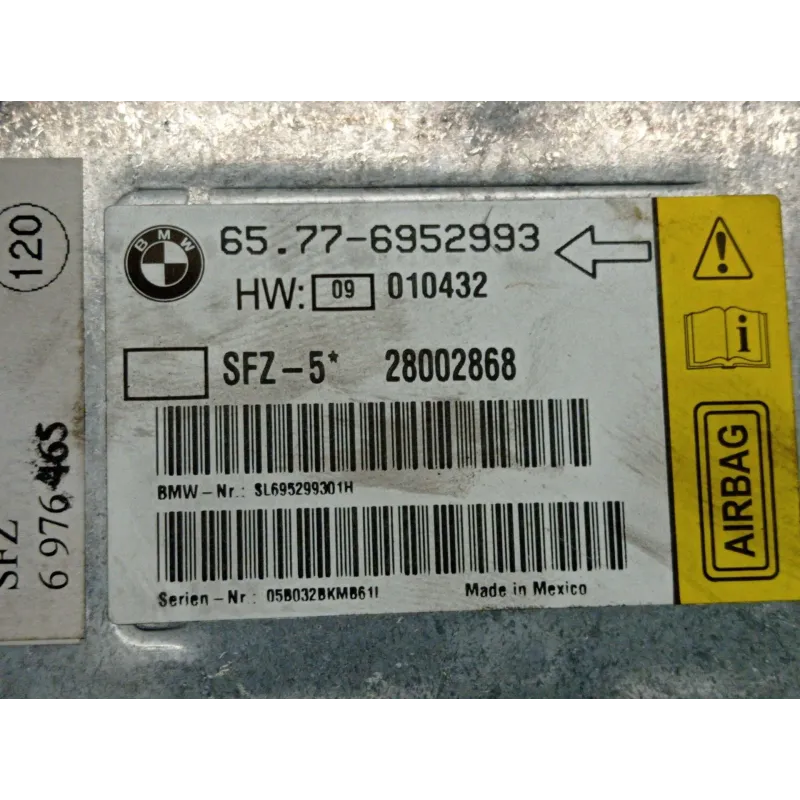 120
SFZ
6 976 465
BMW
65.77-6952993
HW: 09 010432
SFZ-5* 28002868
BMW-Nr.: SL695299301H
Serien-Nr: 05B032BKMB61I
Made in Mexico
i
AIRBAG